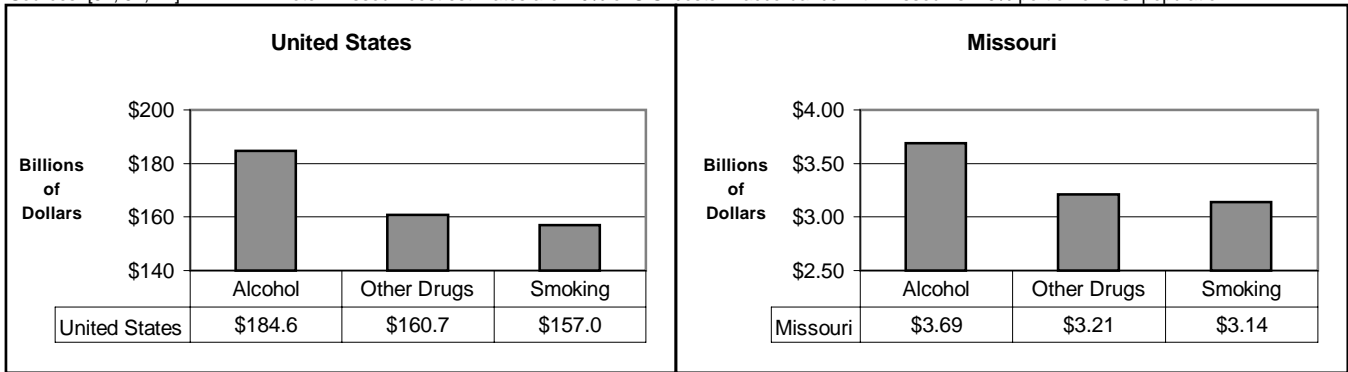 United States
$200
$180
$160
$140
Billions
of
Dollars
Alcohol Other Drugs Smoking
United States $184.6 $160.7 $157.0
Missouri
$4.00
$3.50
$3.00
$2.50
Billions
of
Dollars
Alcohol Other Drugs Smoking
Missouri $3.69 $3.21 $3.14